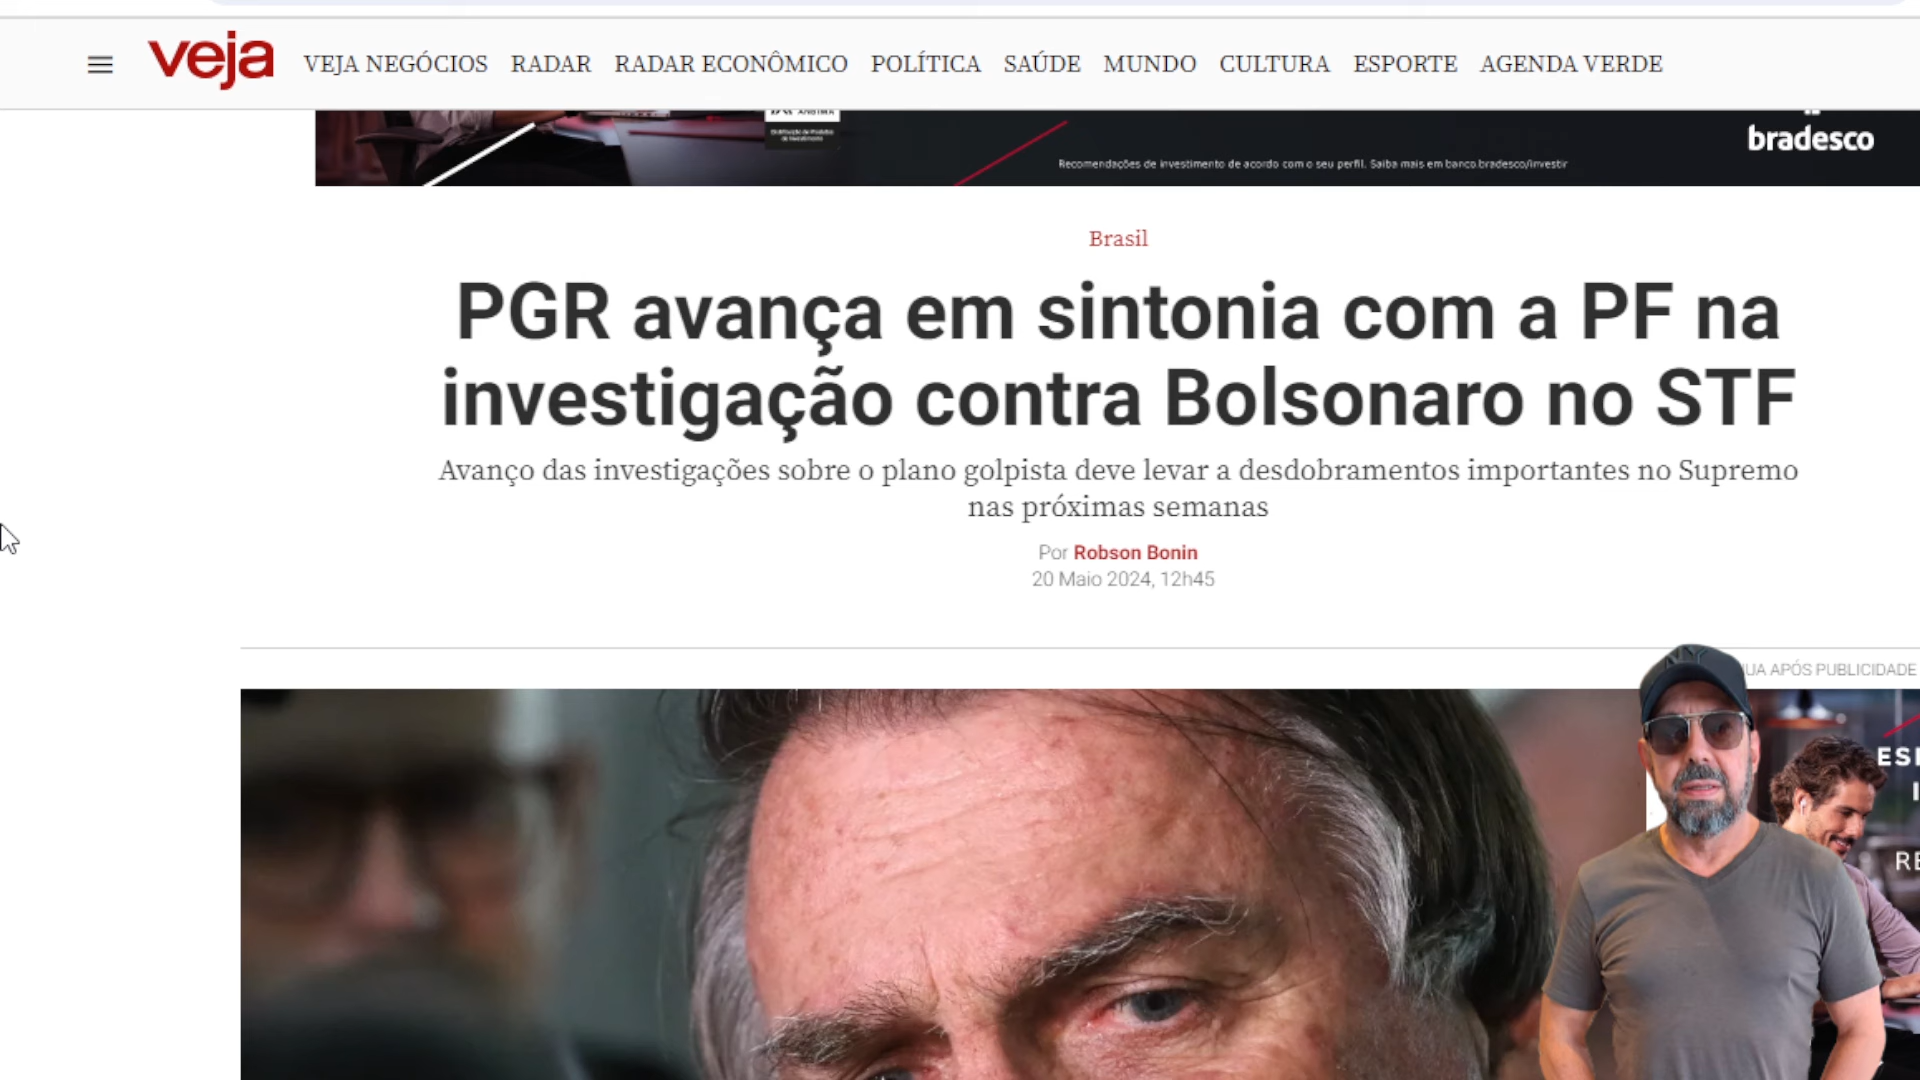 veja
VEJA NEGÓCIOS RADAR RADAR ECONÔMICO POLÍTICA SAÚDE MUNDO CULTURA ESPORTE AGENDA VERDE
bradesco
Recomendações de investimento de acordo com o seu perfil. Saiba mais em banco.bradesco/investir
Brasil
PGR avança em sintonia com a PF na
investigação contra Bolsonaro no STF
Avanço das investigações sobre o plano golpista deve levar a desdobramentos importantes no Supremo
nas próximas semanas
Por Robson Bonin
20 Maio 2024, 12h45
UA APÓS PUBLICIDADE
NY
ES
I
RE